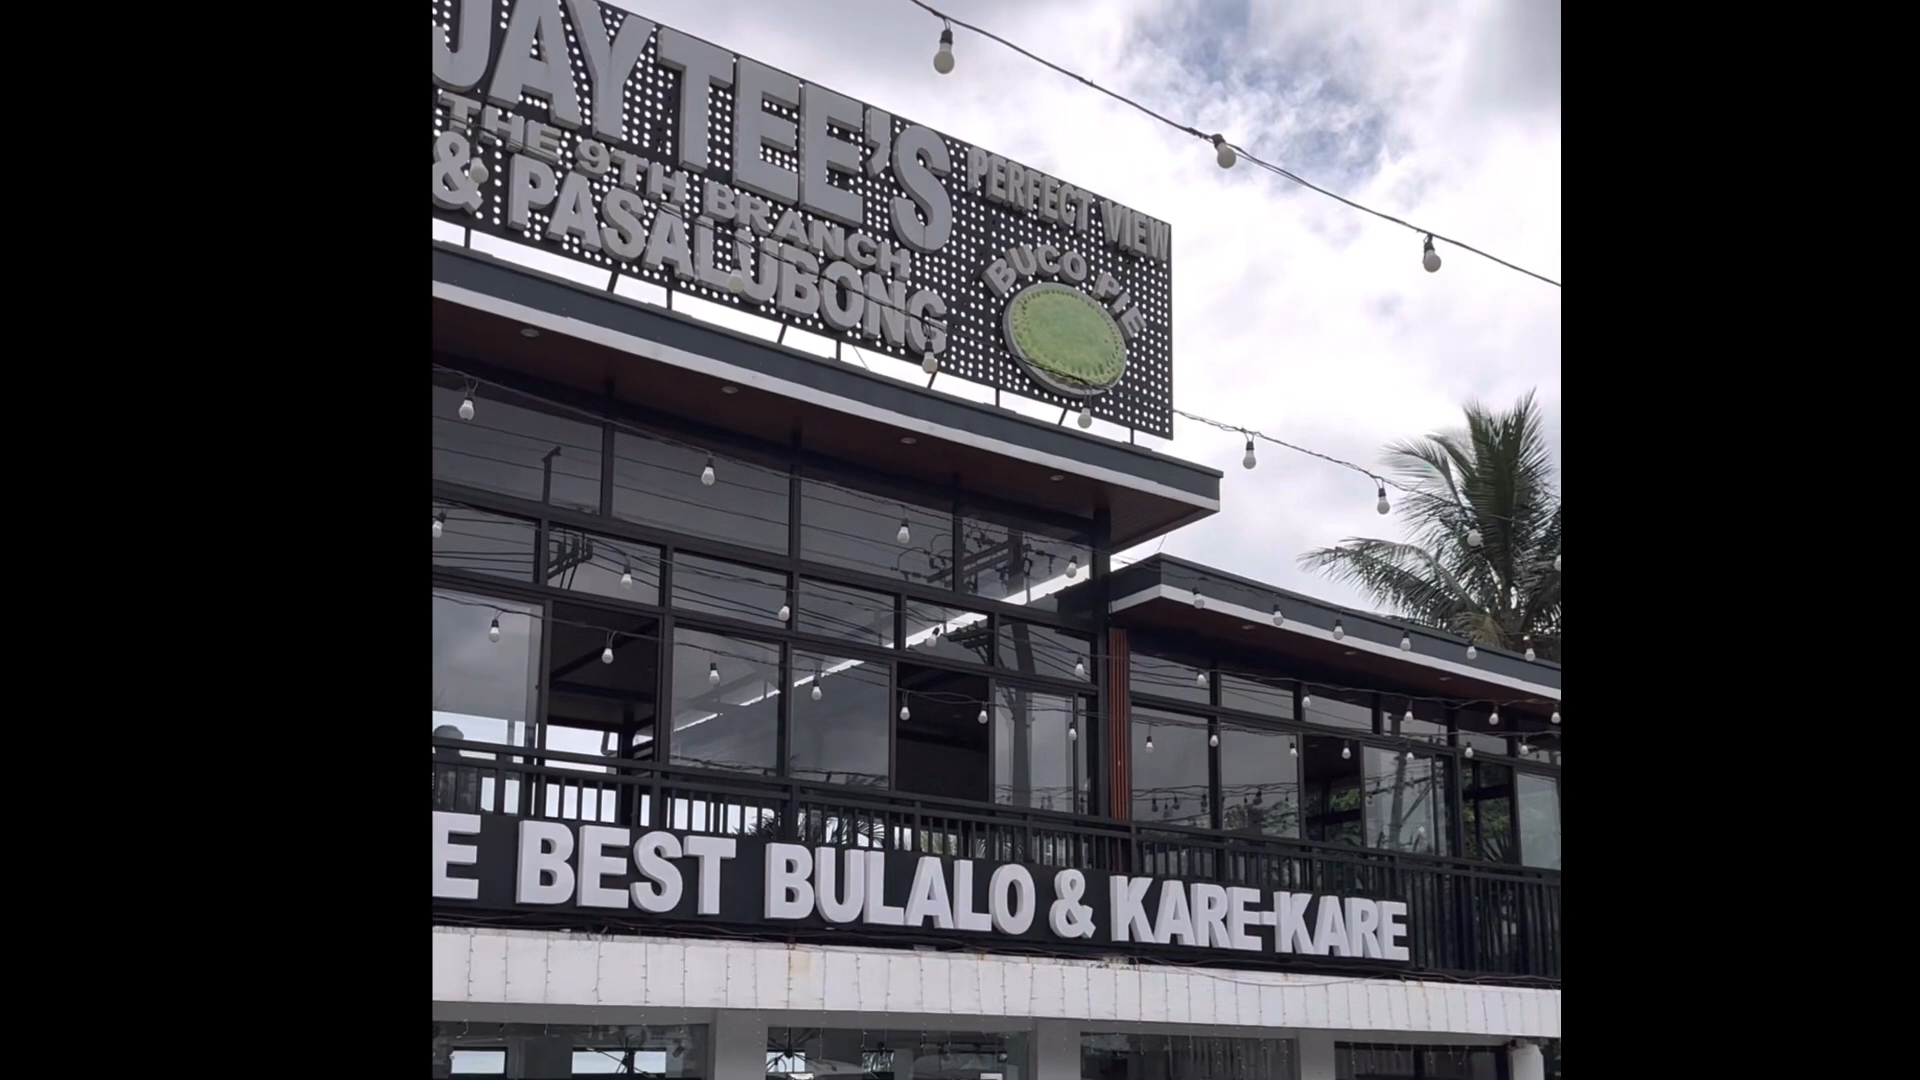 JAYTEE'S
THE 9TH BRANCH
& PASALUBONG
PERFECT VIEW
BUCO PIE
E BEST BULALO & KARE-KARE